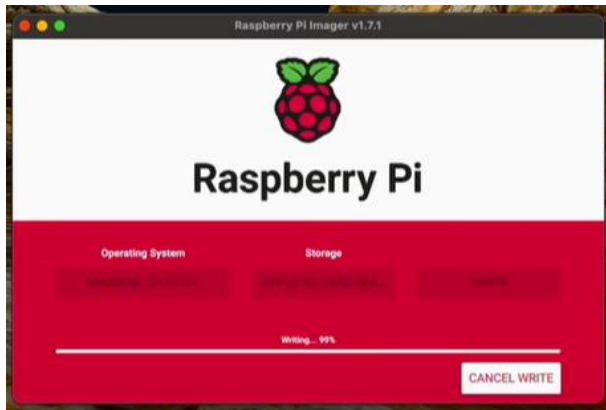 Raspberry Pi Imager v1.7.1
Raspberry Pi
Operating System
Storage
Writing... 99%
CANCEL WRITE